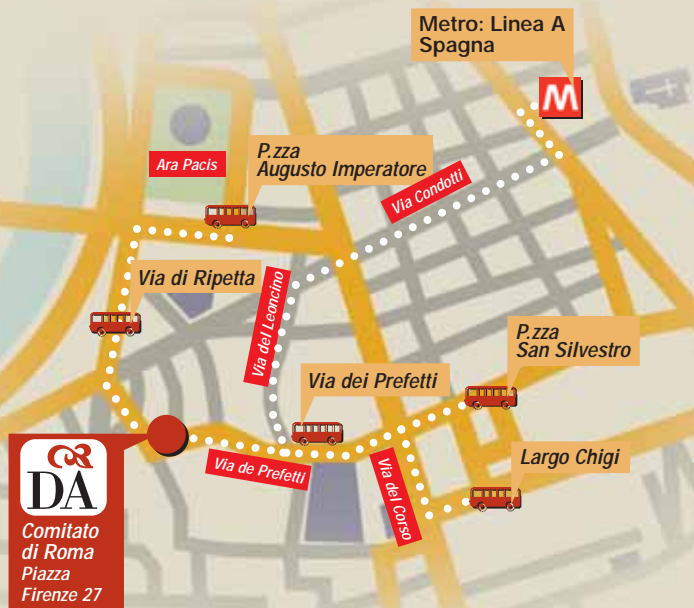 Metro: Linea A
Spagna
M
Ara Pacis
P.zza
Augusto Imperatore
Via Condotti
Via di Ripetta
Via del Leoncino
P.zza
San Silvestro
Via dei Prefetti
Via de Prefetti
Via del Corso
Largo Chigi
DA
Comitato
di Roma
Piazza
Firenze 27